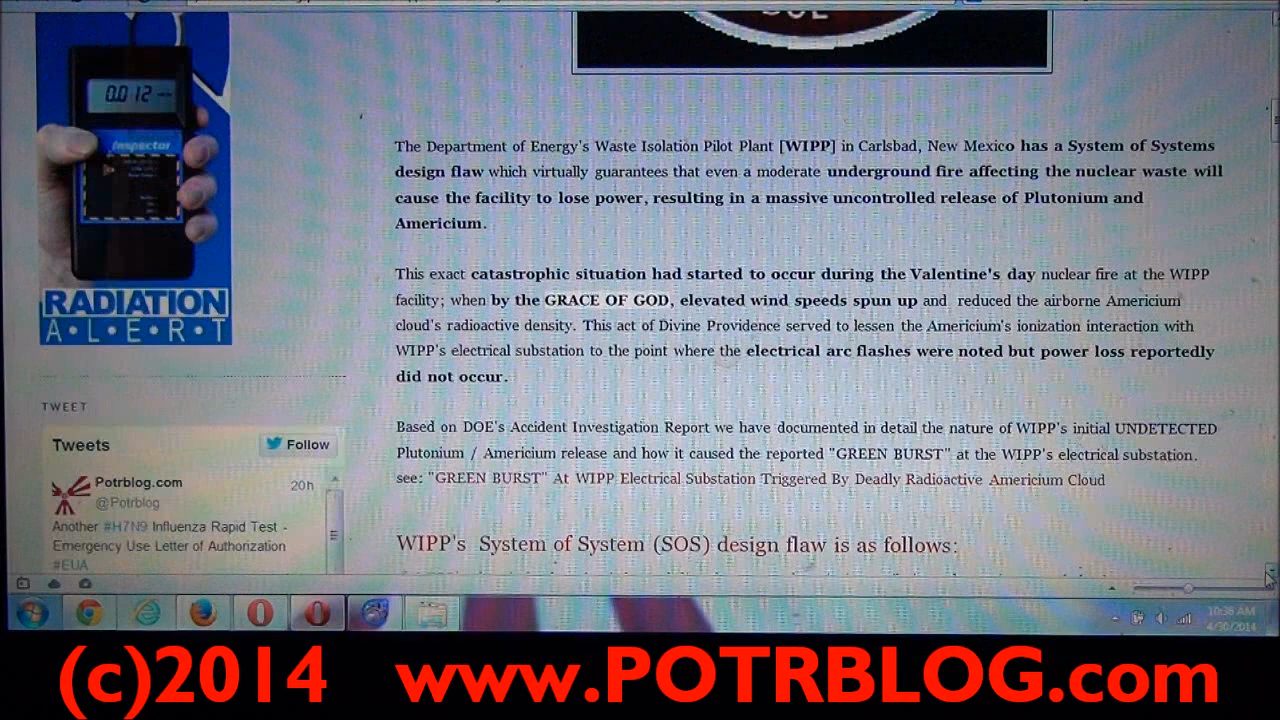 DOE
0.012
Inspector
RADIATION
A·L·E·R·T
TWEET
Tweets
Follow
Potrblog.com
20h
@Potrblog
Another #H7N9 Influenza Rapid Test -
Emergency Use Letter of Authorization
#EUA
The Department of Energy's Waste Isolation Pilot Plant [WIPP] in Carlsbad, New Mexico has a System of Systems
design flaw which virtually guarantees that even a moderate underground fire affecting the nuclear waste will
cause the facility to lose power, resulting in a massive uncontrolled release of Plutonium and
Americium.
This exact catastrophic situation had started to occur during the Valentine's day nuclear fire at the WIPP
facility; when by the GRACE OF GOD, elevated wind speeds spun up and reduced the airborne Americium
cloud's radioactive density. This act of Divine Providence served to lessen the Americium's ionization interaction with
WIPP's electrical substation to the point where the electrical arc flashes were noted but power loss reportedly
did not occur.
Based on DOE's Accident Investigation Report we have documented in detail the nature of WIPP's initial UNDETECTED
Plutonium / Americium release and how it caused the reported "GREEN BURST" at the WIPP's electrical substation.
see: "GREEN BURST" At WIPP Electrical Substation Triggered By Deadly Radioactive Americium Cloud
WIPP's System of System (SOS) design flaw is as follows:
10:38 AM
4/30/2014
(c)2014 www.POTRBLOG.com